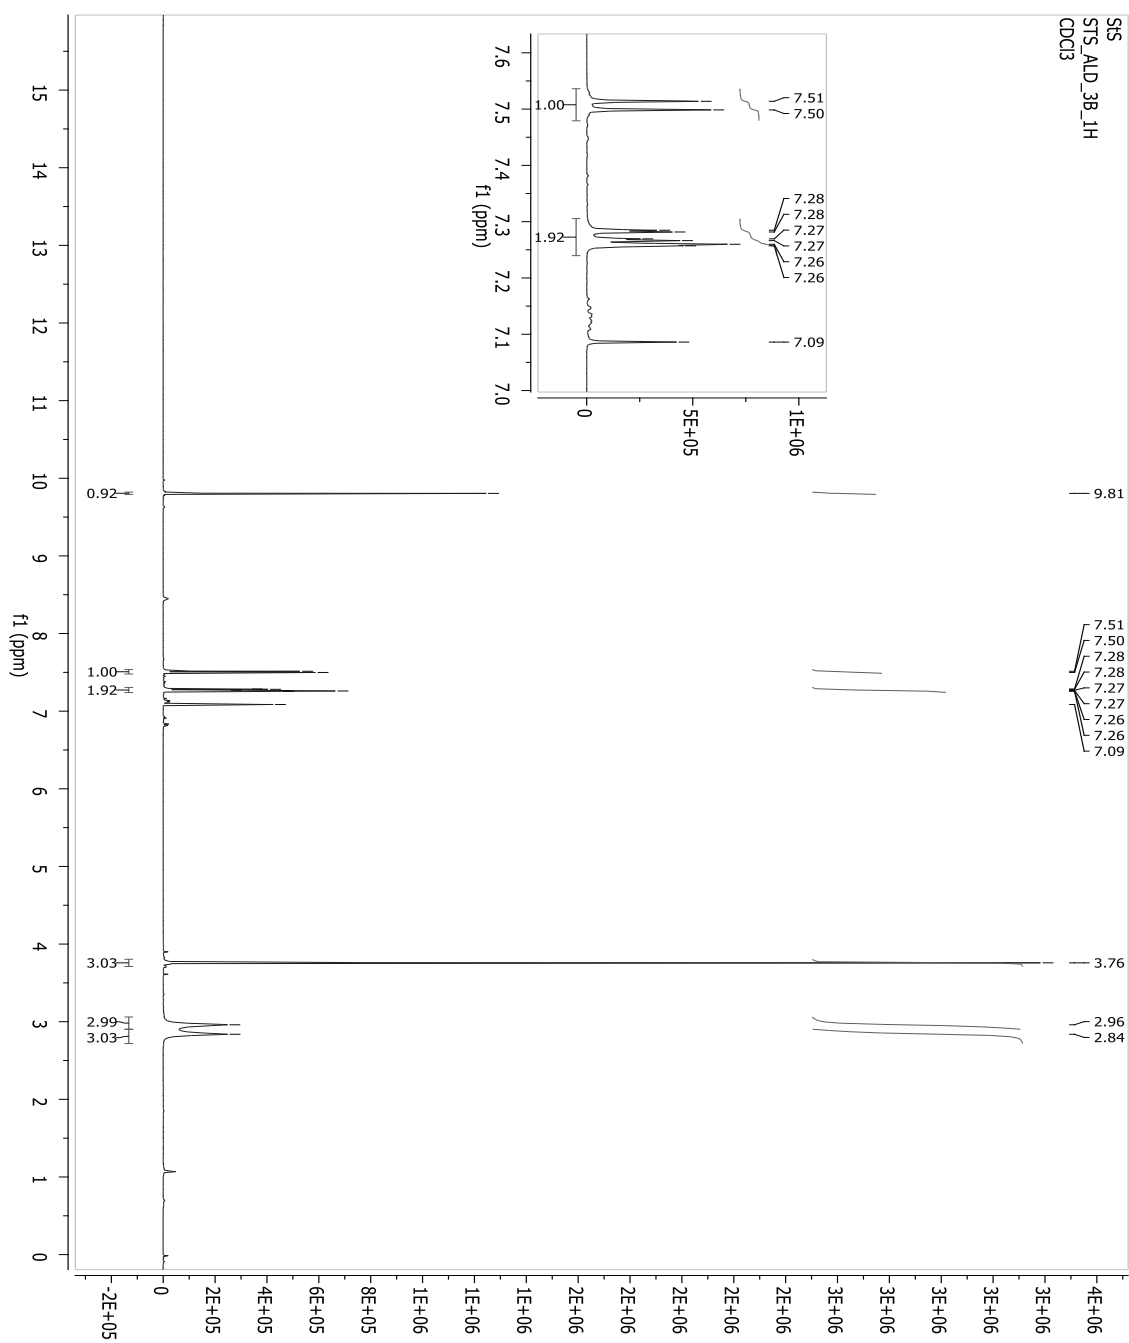 StS
STS_ALD_3B_1H
CDCl3
7.6
7.5
7.4
7.3
7.2
7.1
7.0
f1 (ppm)
0
5E+05
1E+06
1.00
1.92
7.51
7.50
7.28
7.28
7.27
7.27
7.26
7.26
7.09
9.81
7.51
7.50
7.28
7.28
7.27
7.27
7.26
7.26
7.09
3.76
2.96
2.84
0.92
1.00
1.92
3.03
2.99
3.03
15
14
13
12
11
10
9
8
7
6
5
4
3
2
1
0
f1 (ppm)
-2E+05
0
2E+05
4E+05
6E+05
8E+05
1E+06
1E+06
1E+06
2E+06
2E+06
2E+06
2E+06
2E+06
3E+06
3E+06
3E+06
3E+06
4E+06